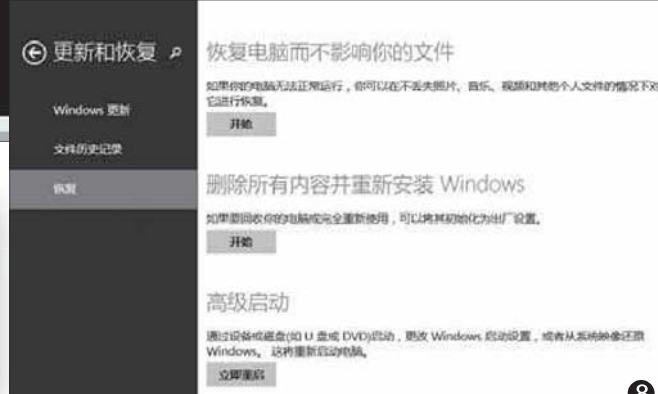 更新和恢复
Windows 更新
文件历史记录
恢复
恢复电脑而不影响你的文件
如果你的电脑无法正常运行，你可以在不丢失照片、音乐、视频和其他个人文件的情况下对
它进行恢复。
开始
删除所有内容并重新安装 Windows
如果要回收你的电脑或完全重新使用，可以将其初始化为出厂设置。
开始
高级启动
通过设备或磁盘(如 U 盘或 DVD)启动，更改 Windows 启动设置，或者从系统映像还原
Windows。 这将重新启动电脑。
立即重启
8